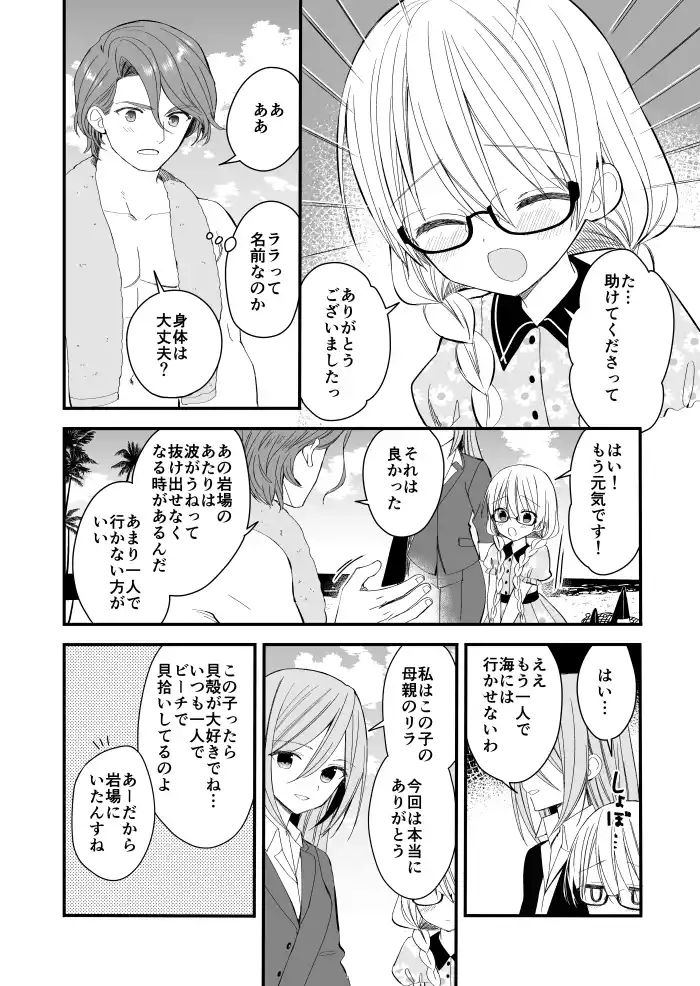 た…
助けてくださって
ありがとう
ございましたっ
あ
ああ
ララって
名前なのか
身体は
大丈夫？
はい！
もう元気です！
それは
良かった
あの岩場の
あたりは
波がうねって
抜け出せなく
なる時があるんだ
あまり一人で
行かない方が
いい
はい…
しょぼ…
ええ
もう一人で
海には
行かせないわ
私はこの子の
母親のリラ
今回は本当に
ありがとう
この子ったら
貝殻が大好きでね…
いつも一人で
ビーチで
貝拾いしてるのよ
あーだから
岩場に
いたんすね